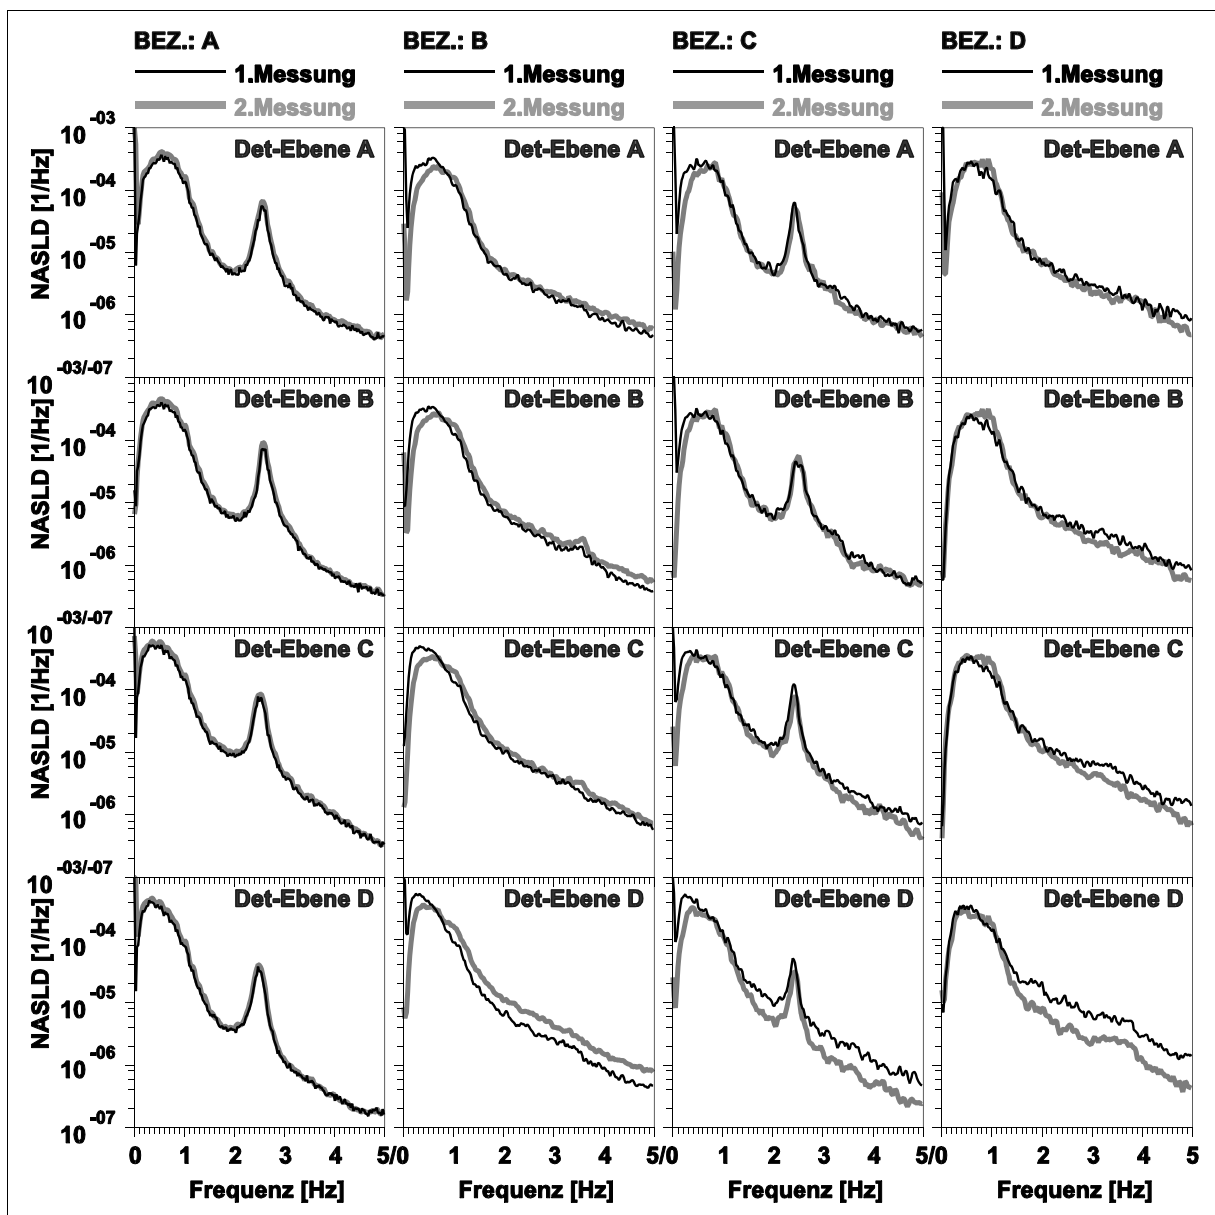 BEZ.: A BEZ.: B BEZ.: C BEZ.: D
1.Messung 1.Messung 1.Messung 1.Messung
2.Messung 2.Messung 2.Messung 2.Messung
10 -03
Det-Ebene A Det-Ebene A Det-Ebene A Det-Ebene A
10 -04
NASLD [1/Hz]
10 -05
10 -06
-03/-07
10
Det-Ebene B Det-Ebene B Det-Ebene B Det-Ebene B
10 -04
NASLD [1/Hz]
10 -05
10 -06
-03/-07
10
Det-Ebene C Det-Ebene C Det-Ebene C Det-Ebene C
10 -04
NASLD [1/Hz]
10 -05
10 -06
-03/-07
10
Det-Ebene D Det-Ebene D Det-Ebene D Det-Ebene D
10 -04
NASLD [1/Hz]
10 -05
10 -06
10 -07
0 1 2 3 4 5/0 1 2 3 4 5/0 1 2 3 4 5/0 1 2 3 4 5
Frequenz [Hz] Frequenz [Hz] Frequenz [Hz] Frequenz [Hz]